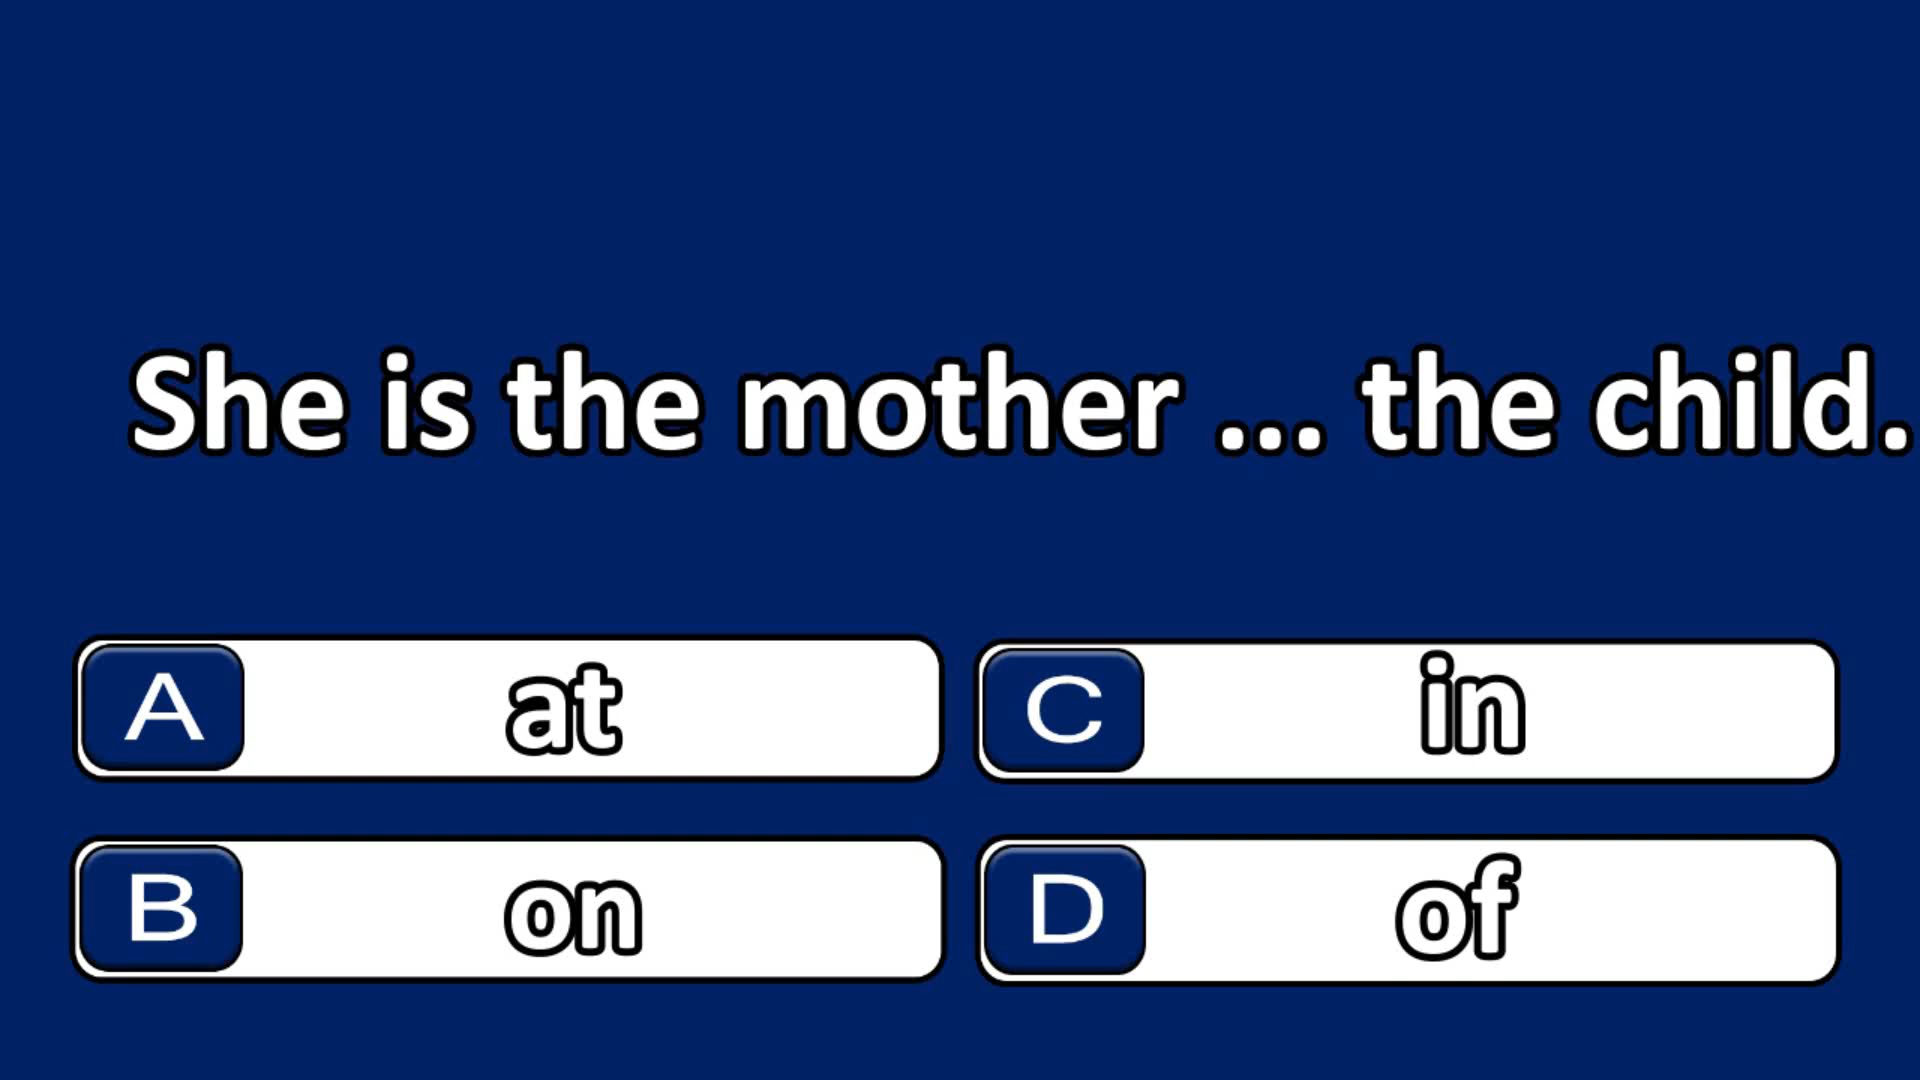 She is the mother ... the child.
A at
C in
B on
D of